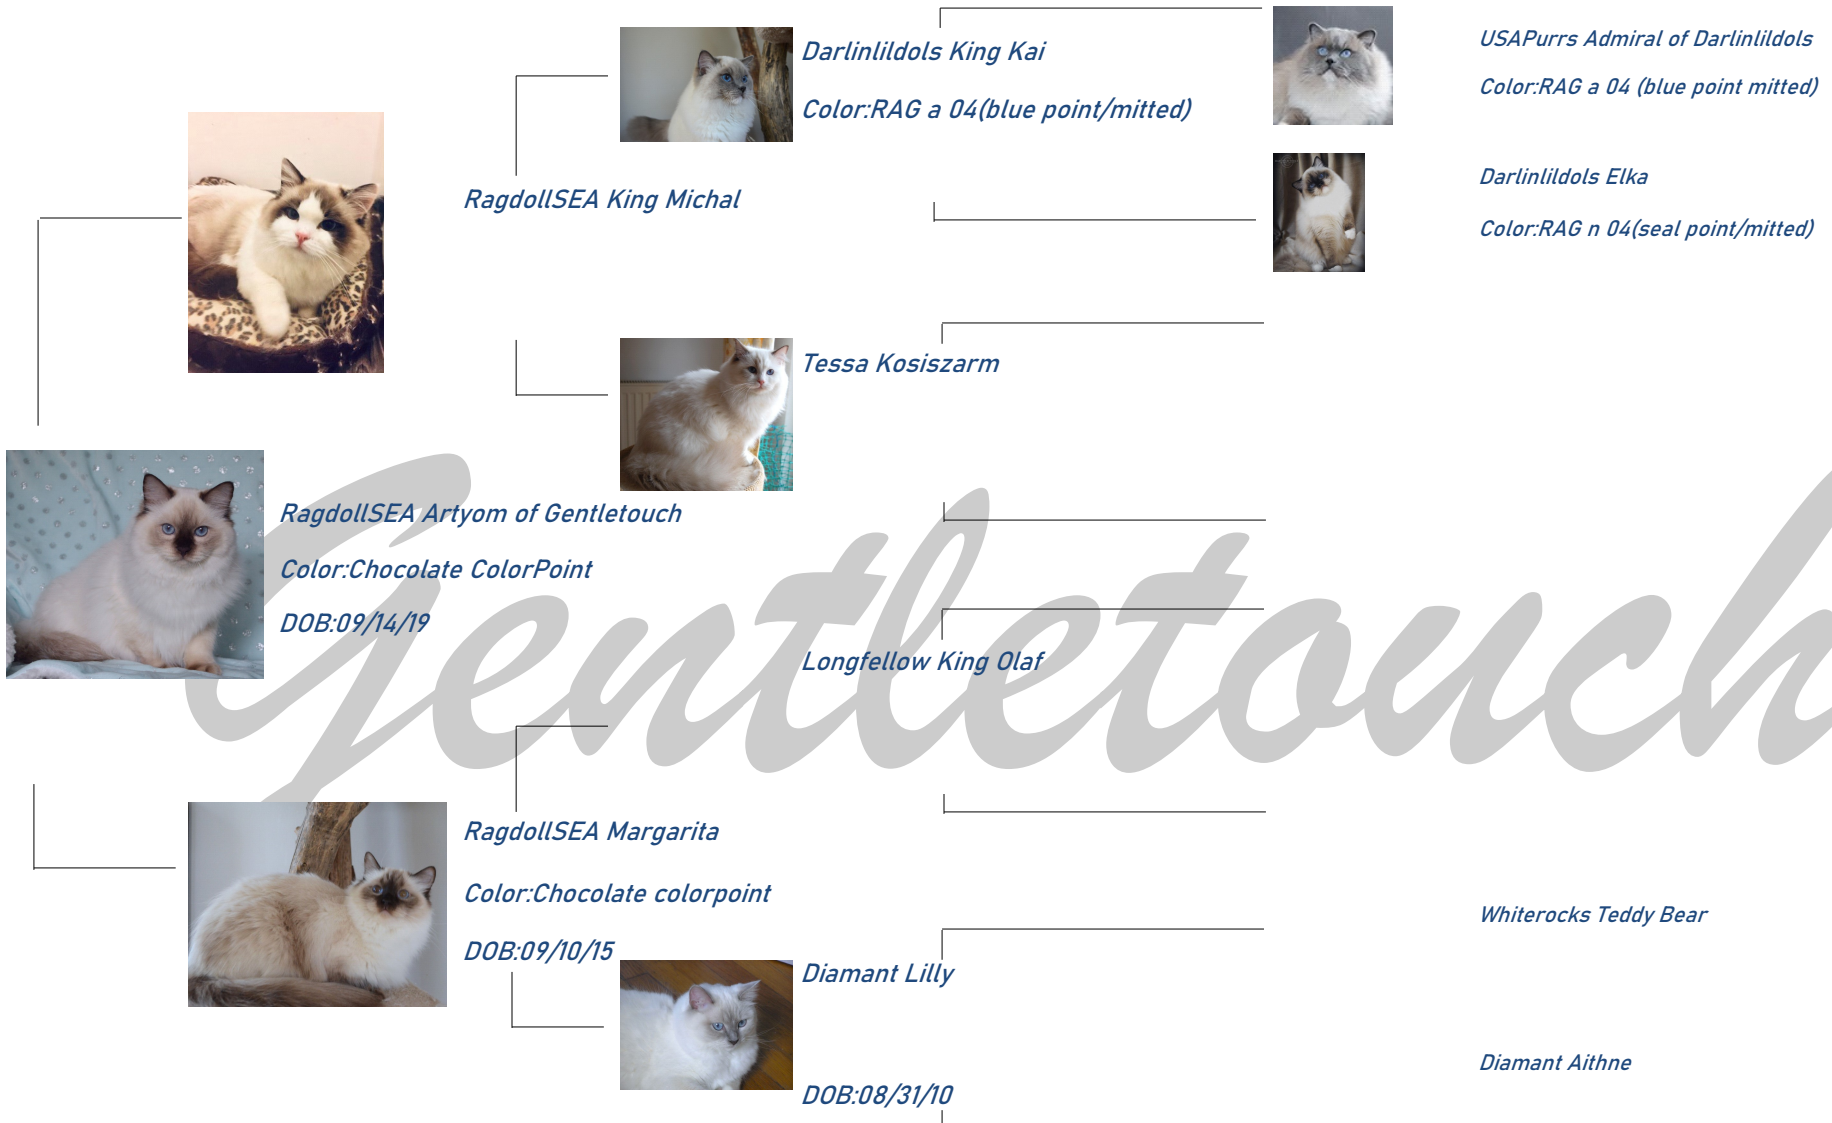 Darlinlildols King Kai
Color:RAG a 04(blue point/mitted)
USAPurrs Admiral of Darlinlildols
Color:RAG a 04 (blue point mitted)
Darlinlildols Elka
Color:RAG n 04(seal point/mitted)
RagdollSEA King Michal
Tessa Kosiszarm
RagdollSEA Artyom of Gentletouch
Color:Chocolate ColorPoint
DOB:09/14/19
Gentletouch
Longfellow King Olaf
RagdollSEA Margarita
Color:Chocolate colorpoint
DOB:09/10/15
Whiterocks Teddy Bear
Diamant Lilly
DOB:08/31/10
Diamant Aithne